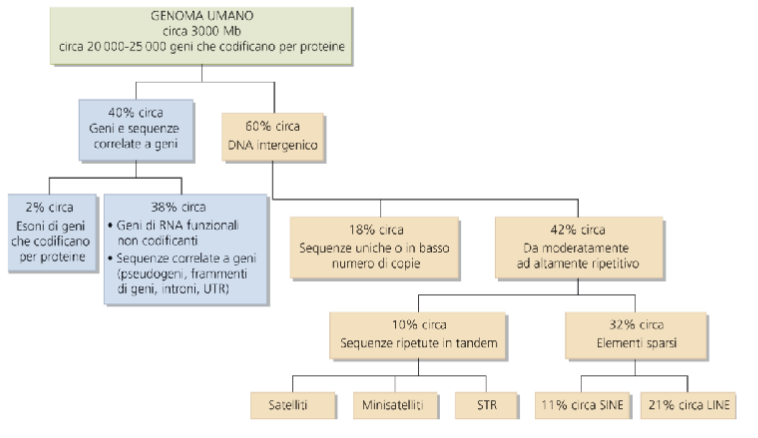 GENOMA UMANO
circa 3000 Mb
circa 20 000-25 000 geni che codificano per proteine
40% circa
Geni e sequenze
correlate a geni
60% circa
DNA intergenico
2% circa
Esoni di geni
che codificano
per proteine
38% circa
• Geni di RNA funzionali
non codificanti
• Sequenze correlate a geni
(pseudogeni, frammenti
di geni, introni, UTR)
18% circa
Sequenze uniche o in basso
numero di copie
42% circa
Da moderatamente
ad altamente ripetitivo
10% circa
Sequenze ripetute in tandem
32% circa
Elementi sparsi
Satelliti
Minisatelliti
STR
11% circa SINE
21% circa LINE